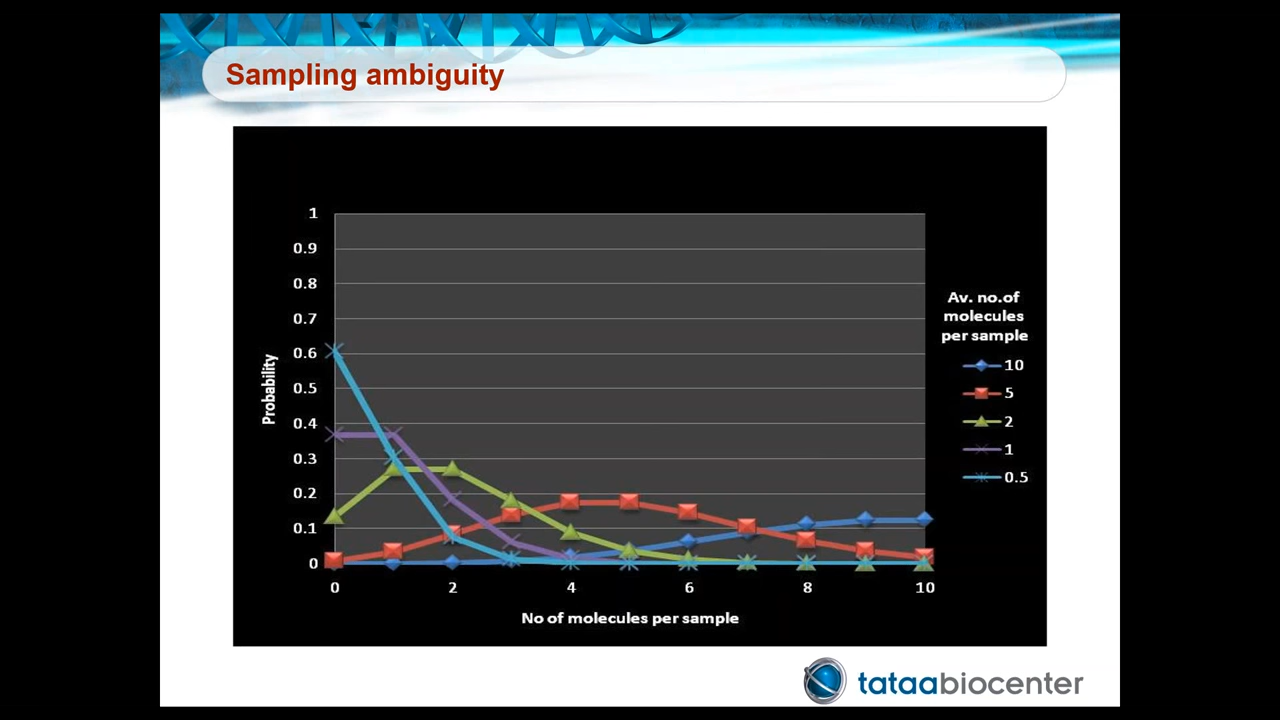 Sampling ambiguity
1
0.9
0.8
0.7
0.6
0.5
0.4
0.3
0.2
0.1
0
Probability
0 2 4 6 8 10
No of molecules per sample
Av. no.of
molecules
per sample
10
5
2
1
0.5
tataabiocenter